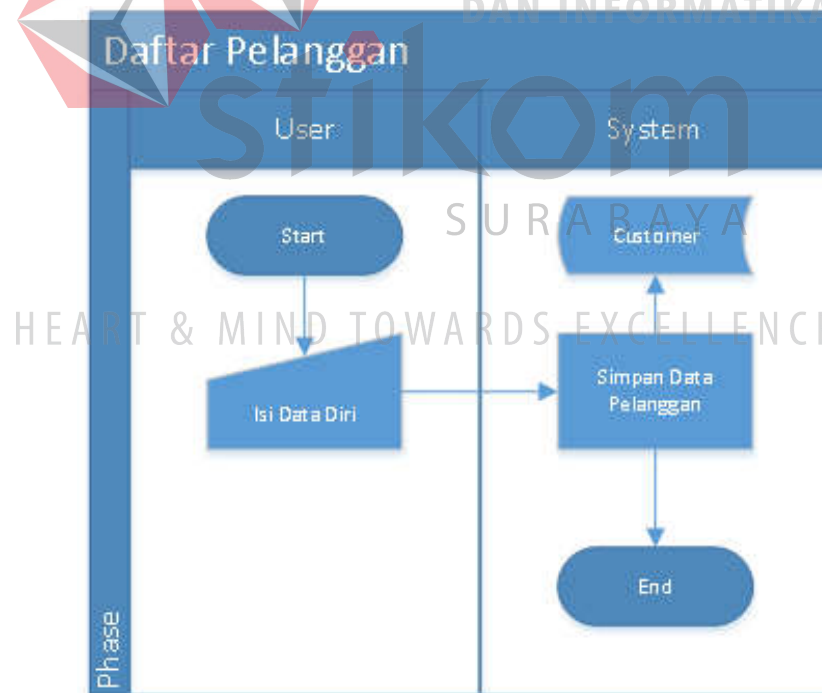 DAN INFORMATIKA
Daftar Pelanggan
stikom
User
System
SURABAYA
Start
Customer
HEART & MIND TOWARDS EXCELLENCE
Isi Data Diri
Simpan Data
Pelanggan
End
Phase